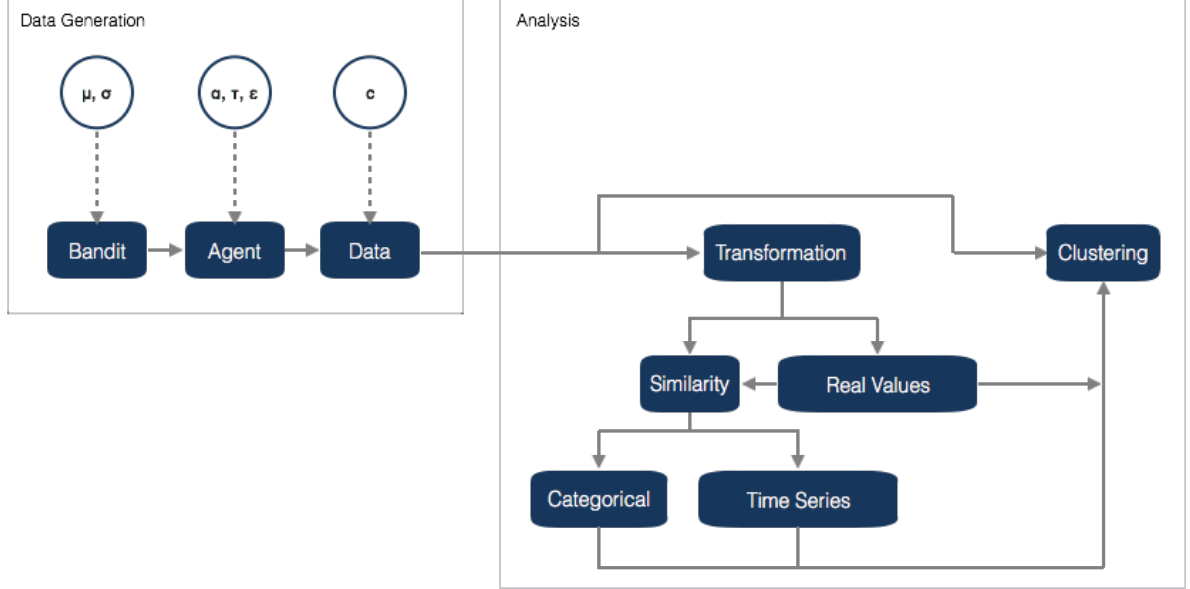 Data Generation
Analysis
μ, σ
α, τ, ε
c
Bandit
Agent
Data
Transformation
Clustering
Similarity
Real Values
Categorical
Time Series